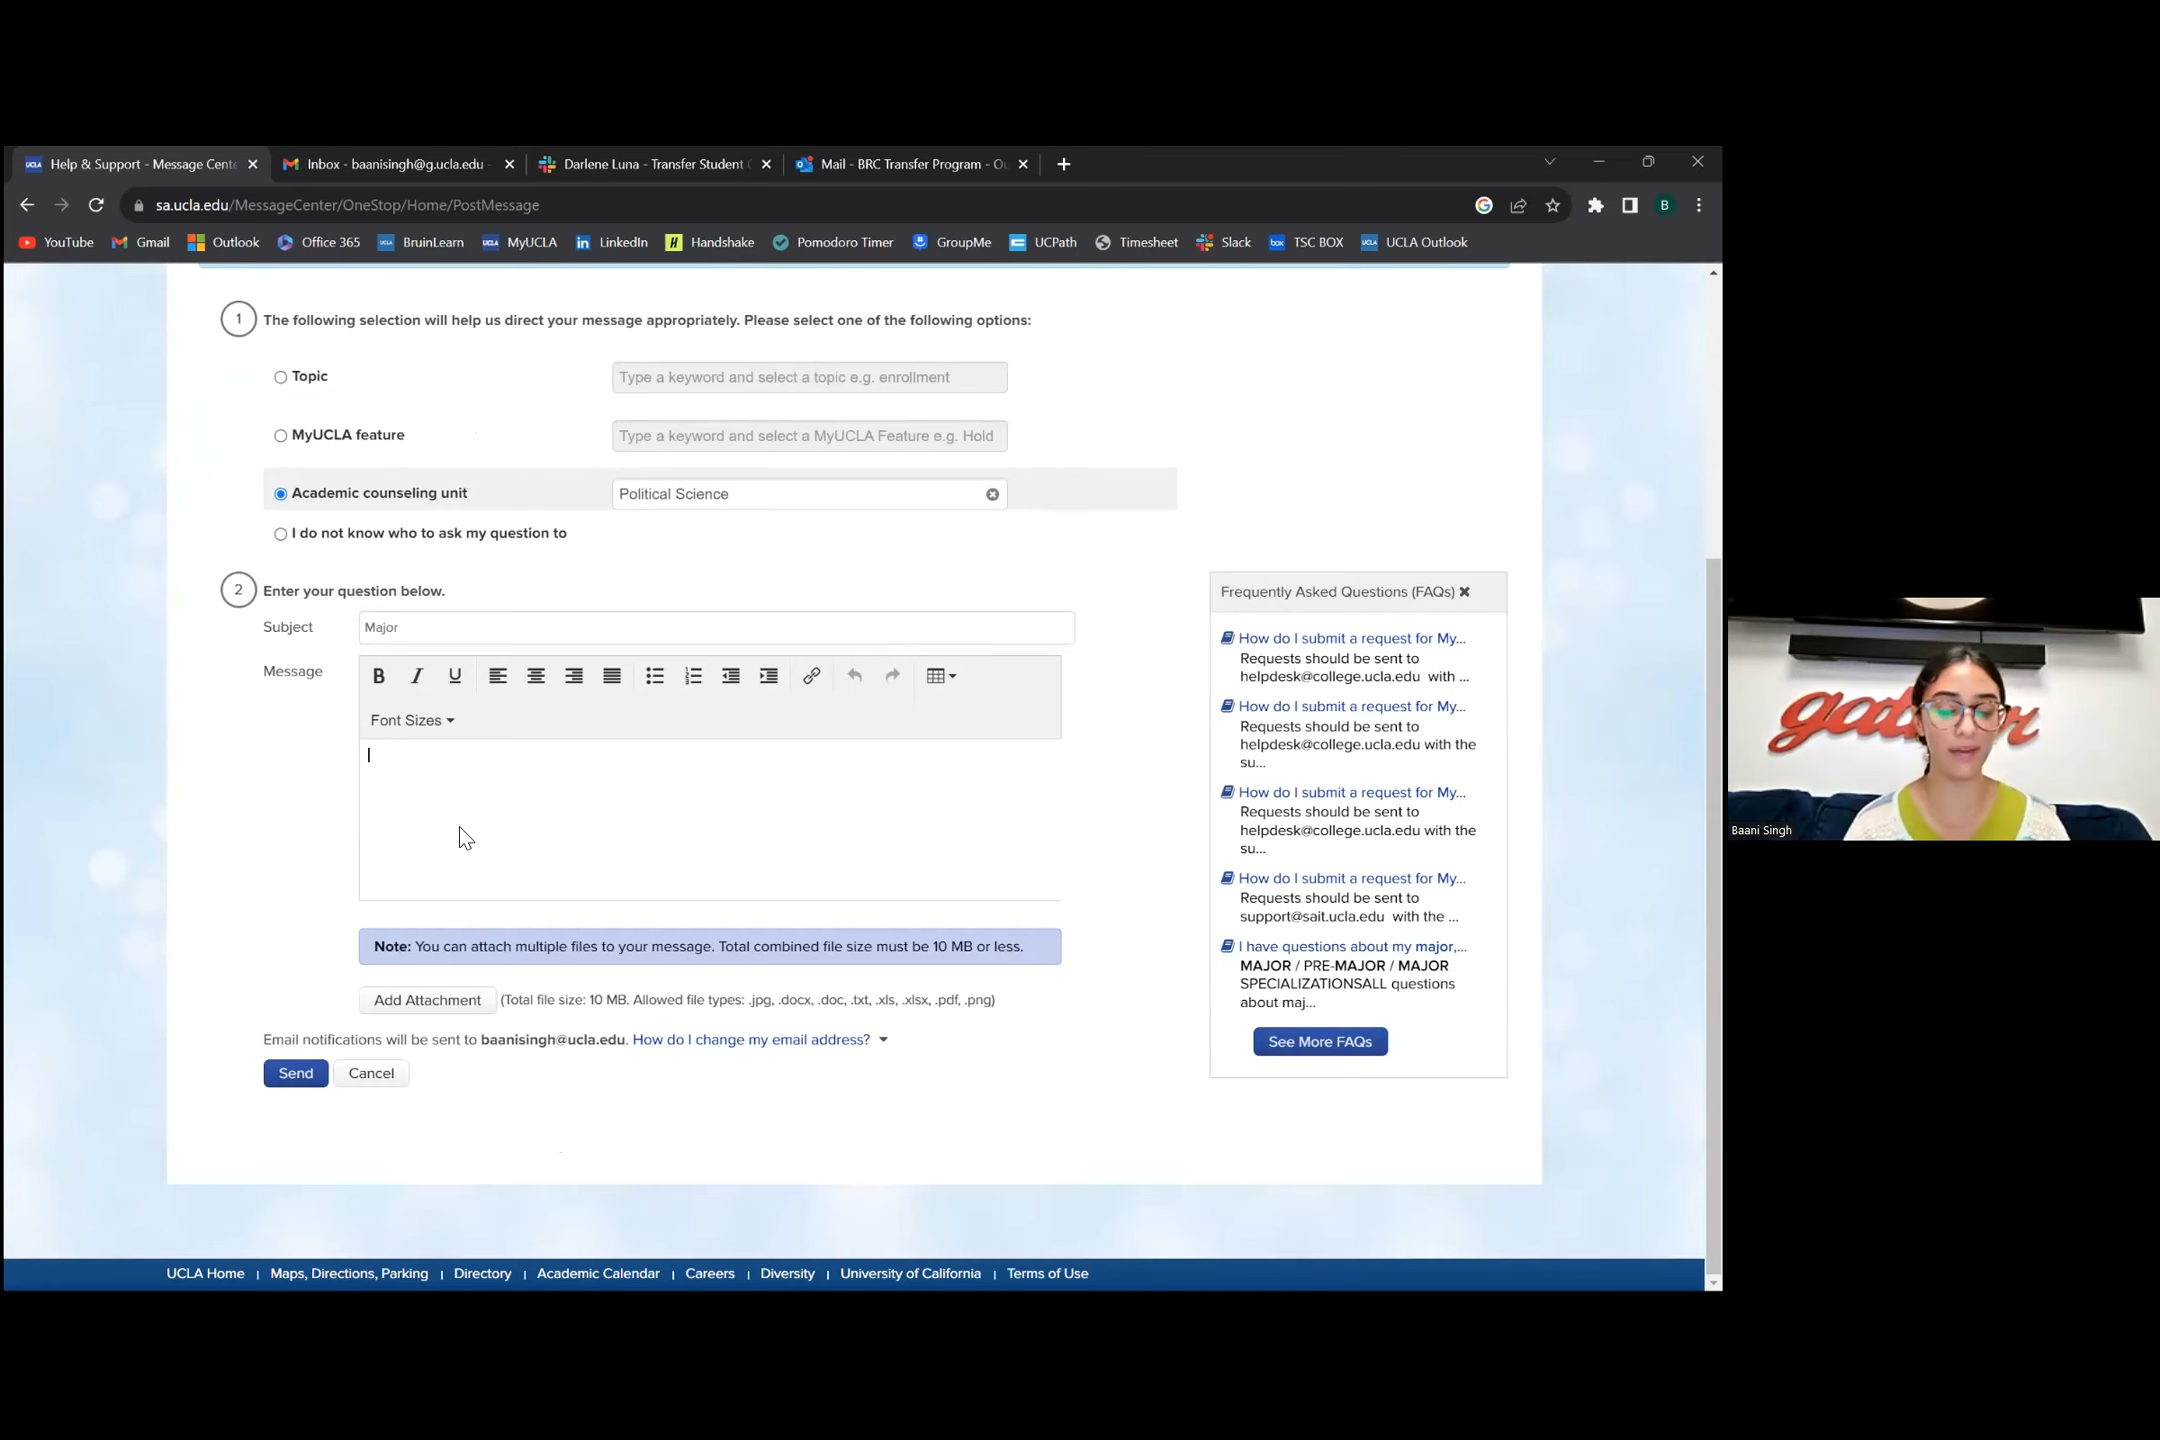 Help & Support - Message Cente
Inbox - baanisingh@g.ucla.edu -
Darlene Luna - Transfer Student C
Mail - BRC Transfer Program - Ou
sa.ucla.edu/MessageCenter/OneStop/Home/PostMessage
B
YouTube
Gmail
Outlook
Office 365
BruinLearn
MyUCLA
LinkedIn
Handshake
Pomodoro Timer
GroupMe
UCPath
Timesheet
Slack
TSC BOX
UCLA Outlook
1 The following selection will help us direct your message appropriately. Please select one of the following options:
Topic
Type a keyword and select a topic e.g. enrollment
MyUCLA feature
Type a keyword and select a MyUCLA Feature e.g. Hold
Academic counseling unit
Political Science
I do not know who to ask my question to
2 Enter your question below.
Subject
Major
Message
B I U
Font Sizes
Note: You can attach multiple files to your message. Total combined file size must be 10 MB or less.
Add Attachment (Total file size: 10 MB. Allowed file types: .jpg, .docx, .doc, .txt, .xls, .xlsx, .pdf, .png)
Email notifications will be sent to baanisingh@ucla.edu. How do I change my email address?
Send
Cancel
Frequently Asked Questions (FAQs)
How do I submit a request for My...
Requests should be sent to
helpdesk@college.ucla.edu with ...
How do I submit a request for My...
Requests should be sent to
helpdesk@college.ucla.edu with the
su...
How do I submit a request for My...
Requests should be sent to
helpdesk@college.ucla.edu with the
su...
How do I submit a request for My...
Requests should be sent to
support@sait.ucla.edu with the ...
I have questions about my major,...
MAJOR / PRE-MAJOR / MAJOR
SPECIALIZATIONSALL questions
about maj...
See More FAQs
UCLA Home | Maps, Directions, Parking | Directory | Academic Calendar | Careers | Diversity | University of California | Terms of Use
Baani Singh